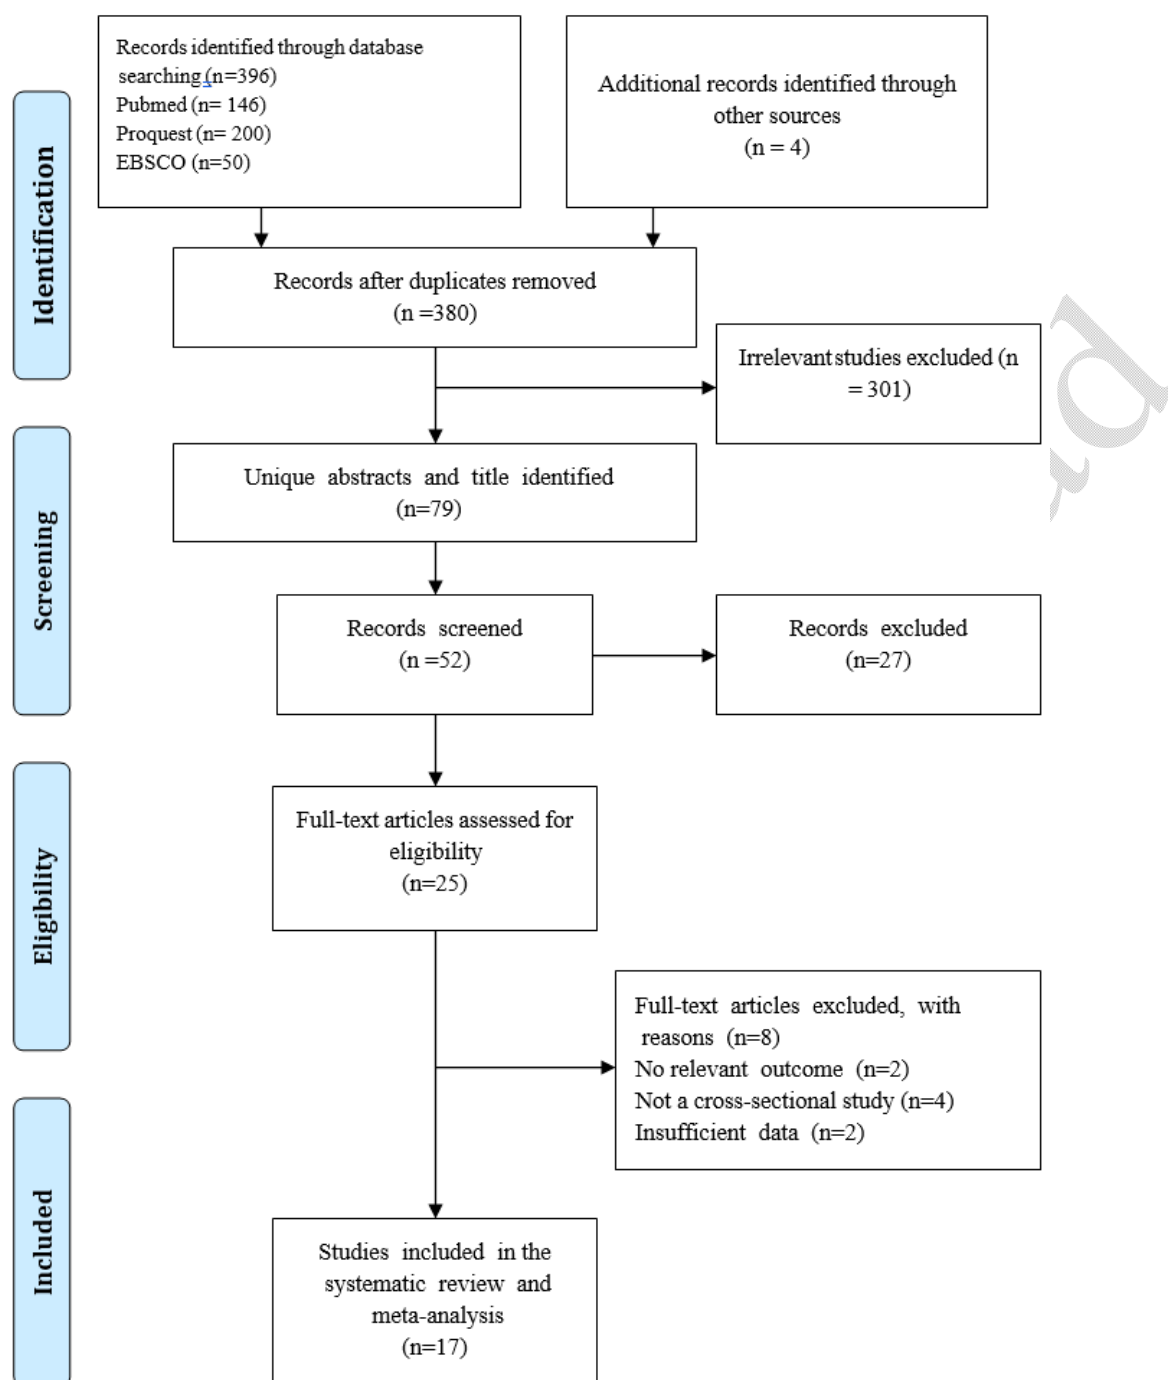 Records identified through database
searching (n=396)
Pubmed (n= 146)
Proquest (n= 200)
EBSCO (n=50)
Additional records identified through
other sources
(n = 4)
Identification
Records after duplicates removed
(n =380)
Irrelevant studies excluded (n
= 301)
Unique abstracts and title identified
(n=79)
Screening
Records screened
(n =52)
Records excluded
(n=27)
Eligibility
Full-text articles assessed for
eligibility
(n=25)
Full-text articles excluded, with
reasons (n=8)
No relevant outcome (n=2)
Not a cross-sectional study (n=4)
Insufficient data (n=2)
Included
Studies included in the
systematic review and
meta-analysis
(n=17)